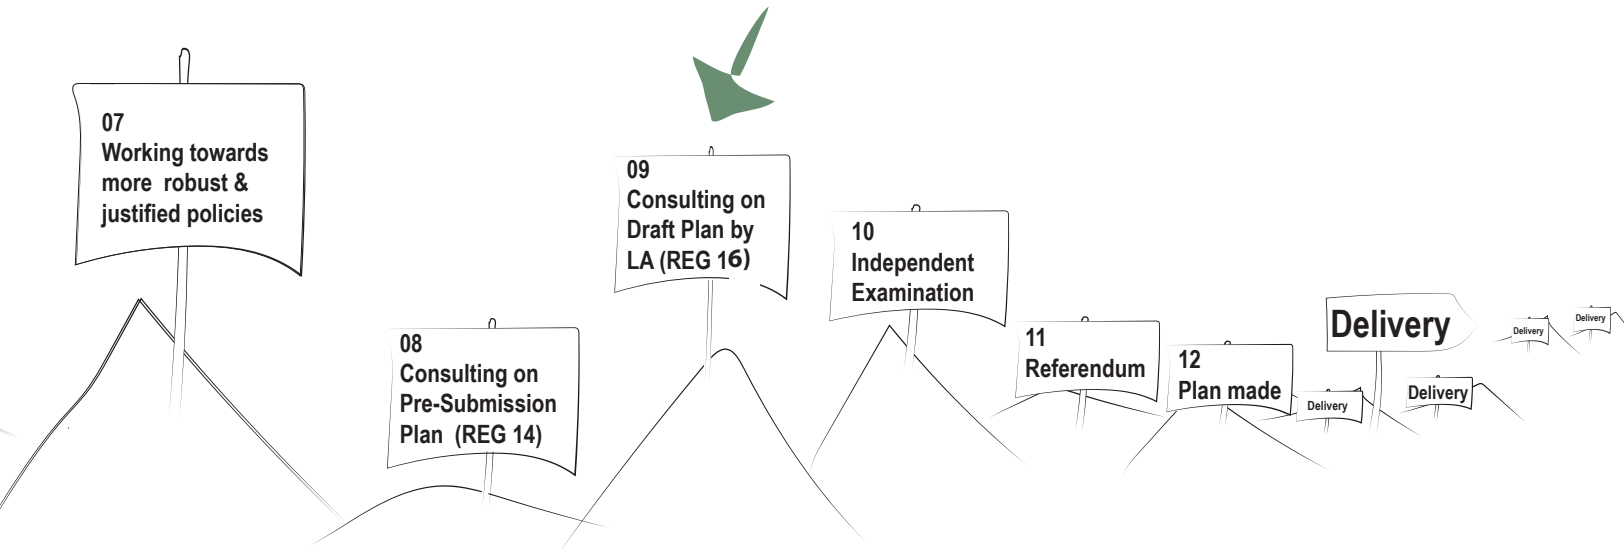 07
Working towards
more robust &
justified policies
08
Consulting on
Pre-Submission
Plan (REG 14)
09
Consulting on
Draft Plan by
LA (REG 16)
10
Independent
Examination
11
Referendum
12
Plan made
Delivery
Delivery
Delivery
Delivery
Delivery